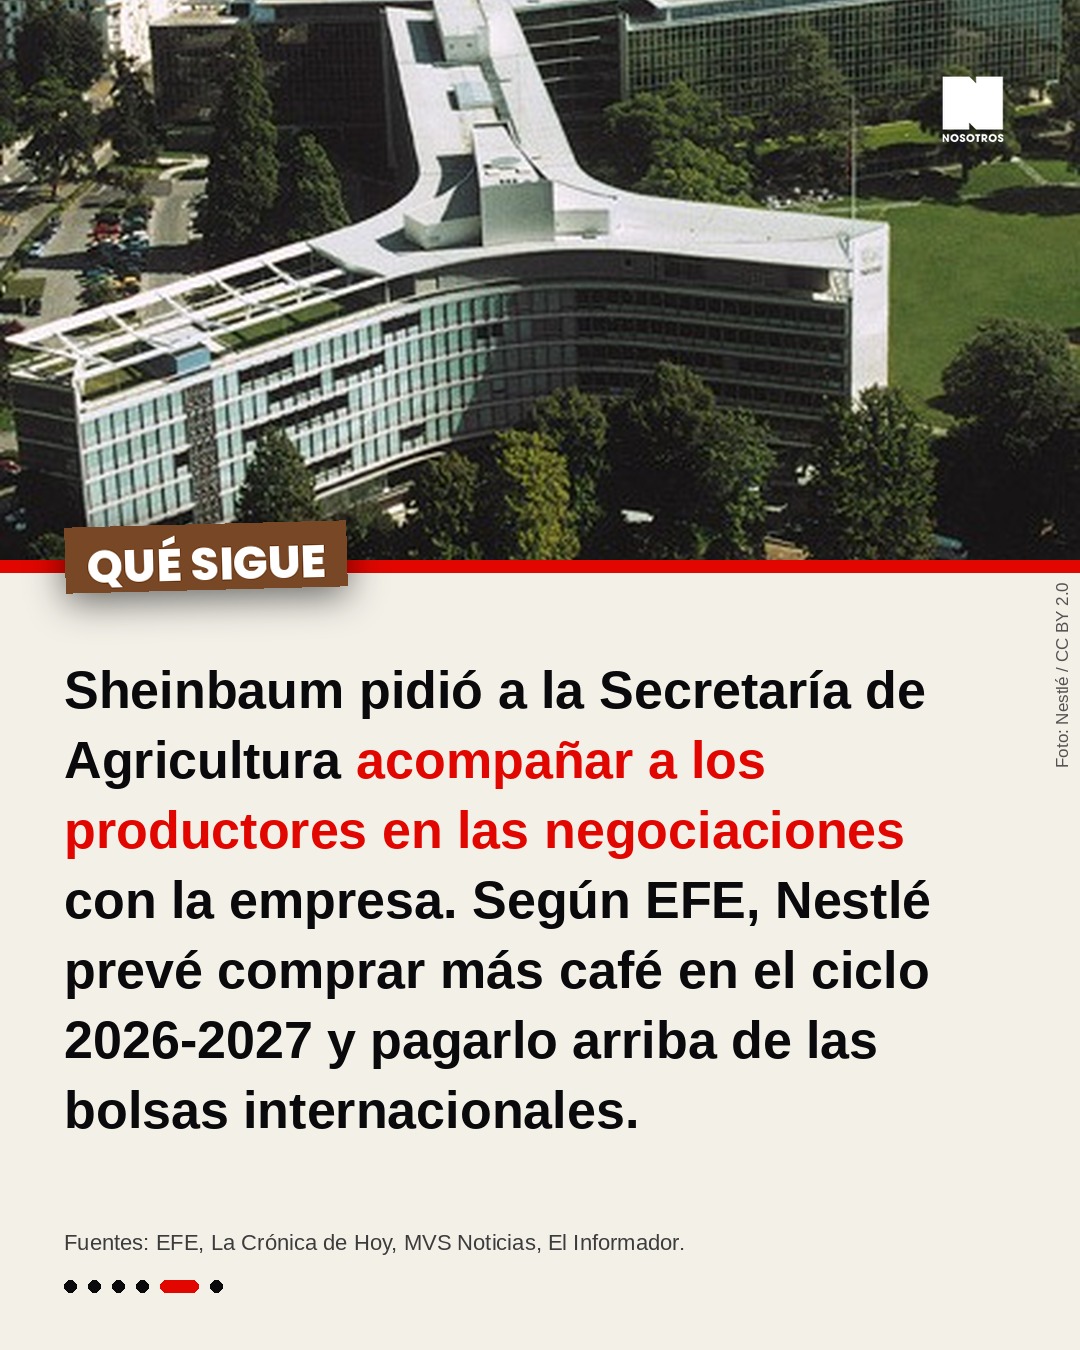 NOSOTROS
QUÉ SIGUE
Foto: Nestlé / CC BY 2.0
Sheinbaum pidió a la Secretaría de
Agricultura acompañar a los
productores en las negociaciones
con la empresa. Según EFE, Nestlé
prevé comprar más café en el ciclo
2026-2027 y pagarlo arriba de las
bolsas internacionales.
Fuentes: EFE, La Crónica de Hoy, MVS Noticias, El Informador.